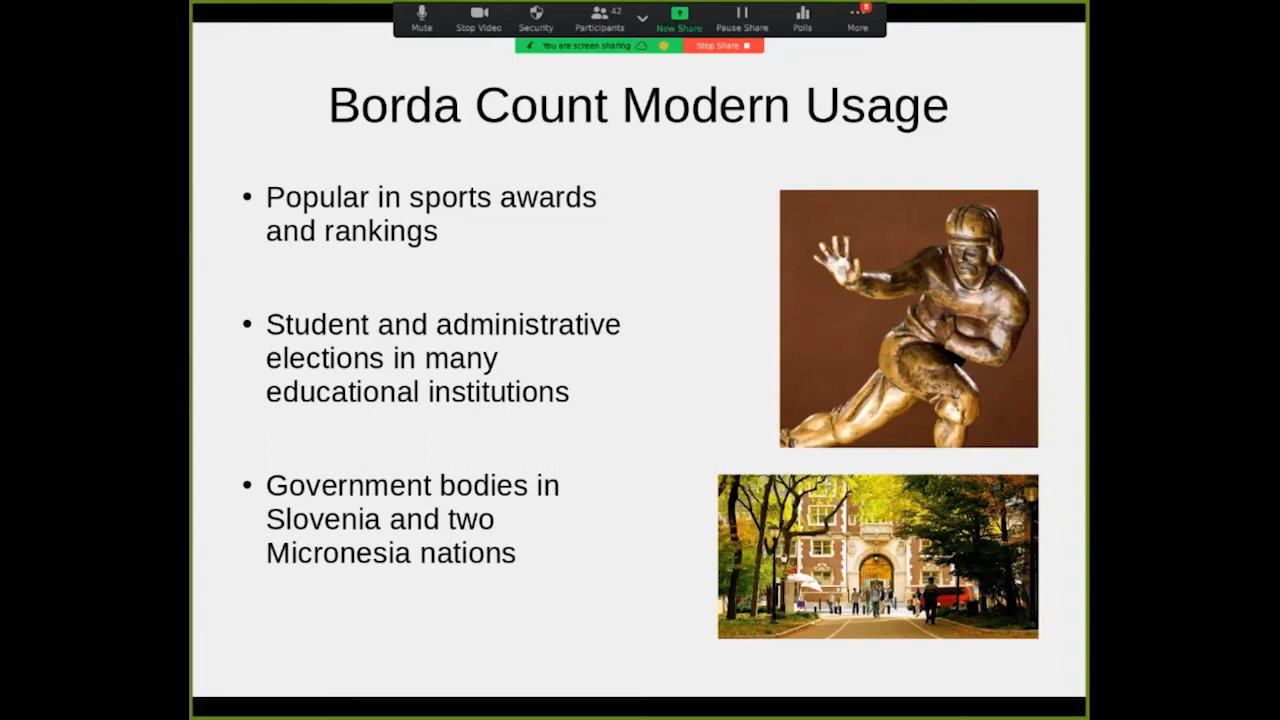 Mute
Stop Video
Security
Participants 42
New Share
Pause Share
Polls
More 5
You are screen sharing
Stop Share
Borda Count Modern Usage
• Popular in sports awards
and rankings
• Student and administrative
elections in many
educational institutions
• Government bodies in
Slovenia and two
Micronesia nations